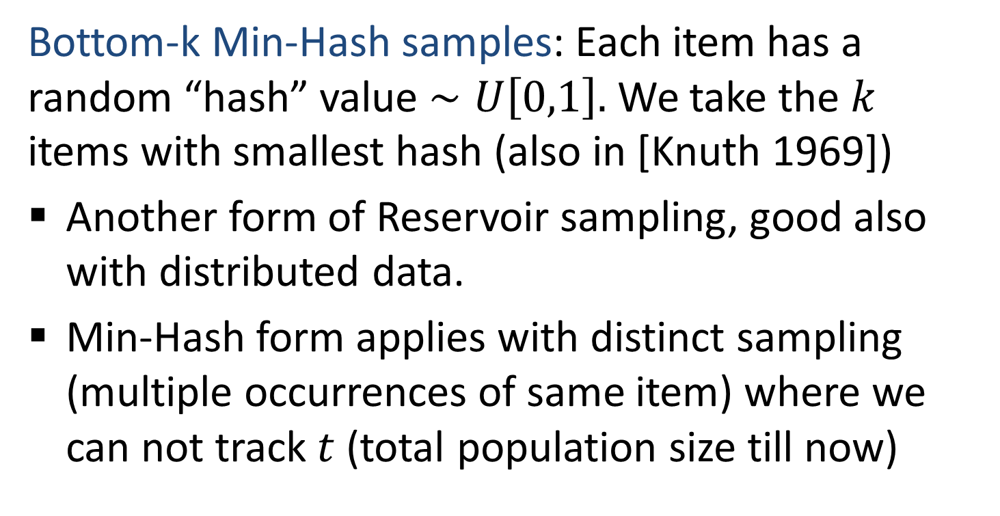 Bottom-k Min-Hash samples: Each item has a
random “hash” value ~ U[0,1]. We take the k
items with smallest hash (also in [Knuth 1969])
▪ Another form of Reservoir sampling, good also
with distributed data.
▪ Min-Hash form applies with distinct sampling
(multiple occurrences of same item) where we
can not track t (total population size till now)